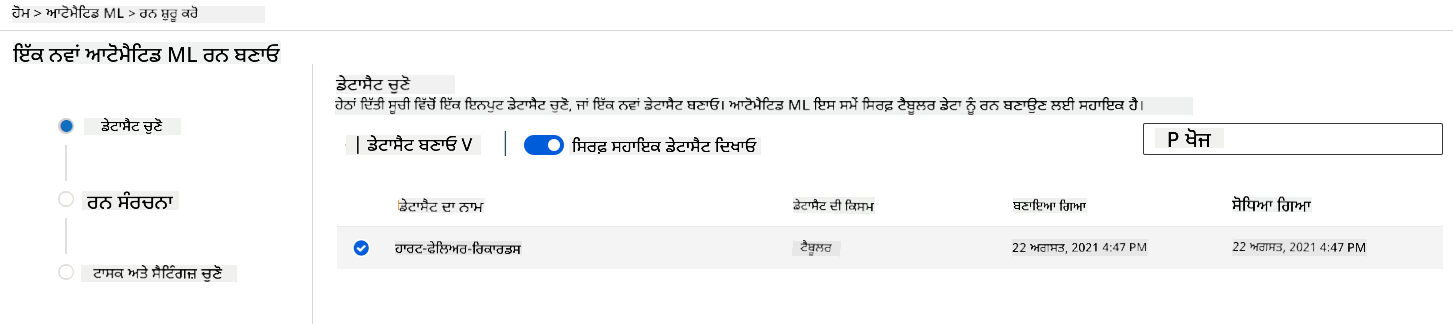 ਹੋਮ > ਆਟੋਮੈਟਿਡ ML > ਰਨ ਸ਼ੁਰੂ ਕਰੋ
ਇੱਕ ਨਵਾਂ ਆਟੋਮੈਟਿਡ ML ਰਨ ਬਣਾਓ
ਡੇਟਾਸੈਟ ਚੁਣੋ
ਰਨ ਸੰਰਚਨਾ
ਟਾਸਕ ਅਤੇ ਸੈਟਿੰਗਜ਼ ਚੁਣੋ
ਡੇਟਾਸੈਟ ਚੁਣੋ
ਹੇਠਾਂ ਦਿੱਤੀ ਸੂਚੀ ਵਿੱਚੋਂ ਇੱਕ ਇਨਪੁਟ ਡੇਟਾਸੈਟ ਚੁਣੋ, ਜਾਂ ਇੱਕ ਨਵਾਂ ਡੇਟਾਸੈਟ ਬਣਾਓ। ਆਟੋਮੈਟਿਡ ML ਇਸ ਸਮੇਂ ਸਿਰਫ਼ ਟੈਬੂਲਰ ਡੇਟਾ ਨੂੰ ਰਨ ਬਣਾਉਣ ਲਈ ਸਹਾਇਕ ਹੈ।
| ਡੇਟਾਸੈਟ ਬਣਾਓ V ਸਿਰਫ਼ ਸਹਾਇਕ ਡੇਟਾਸੈਟ ਦਿਖਾਓ P ਖੋਜ
ਡੇਟਾਸੈਟ ਦਾ ਨਾਮ ਡੇਟਾਸੈਟ ਦੀ ਕਿਸਮ ਬਣਾਇਆ ਗਿਆ ਸੋਧਿਆ ਗਿਆ
ਹਾਰਟ-ਫੇਲਿਅਰ-ਰਿਕਾਰਡਸ ਟੈਬੂਲਰ 22 ਅਗਸਤ, 2021 4:47 PM 22 ਅਗਸਤ, 2021 4:47 PM